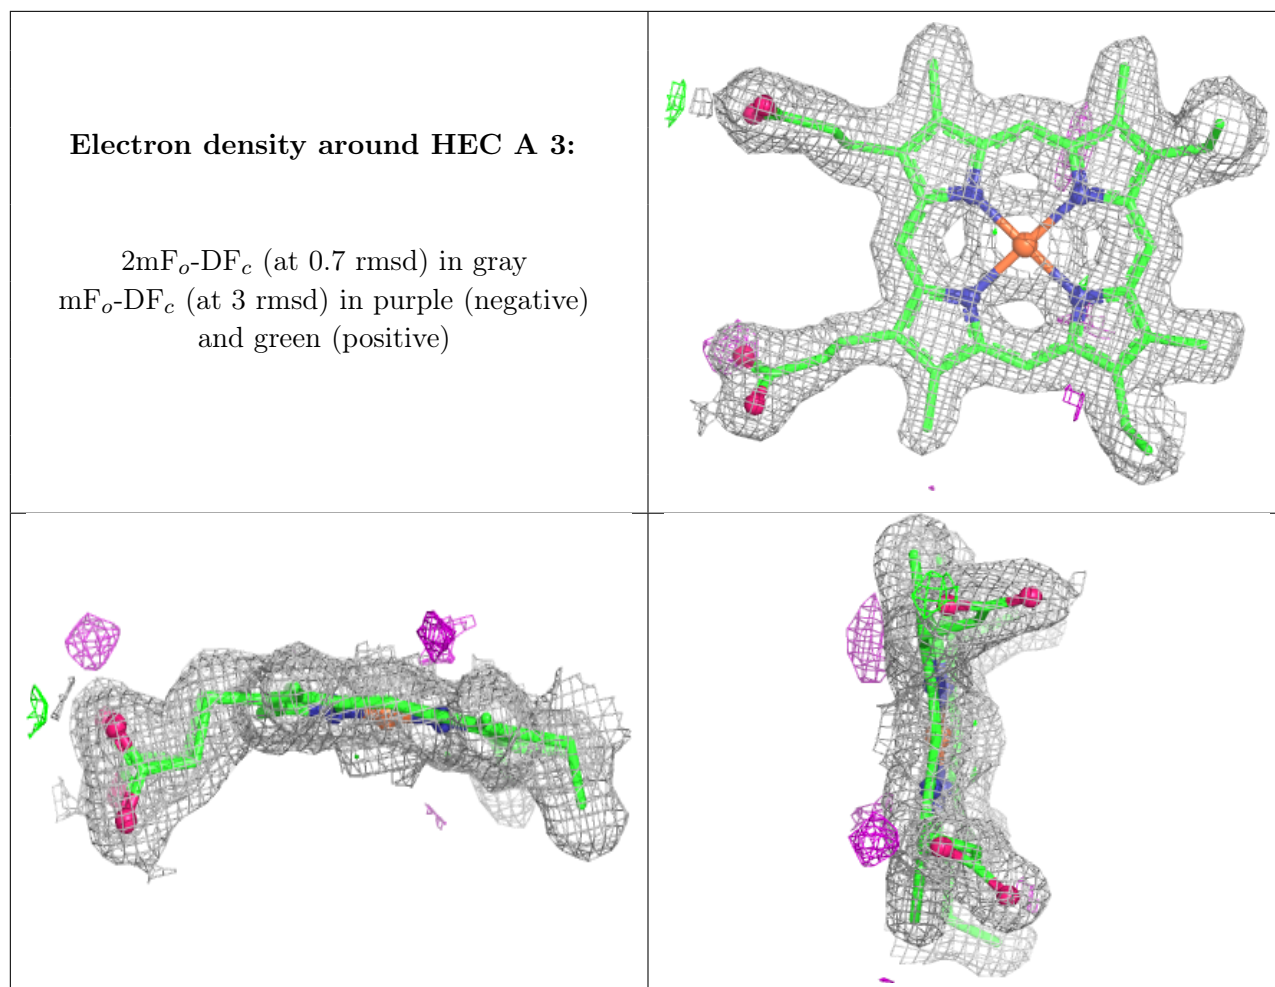 Electron density around HEC A 3:
2mFₒ-DF𝒸 (at 0.7 rmsd) in gray
mFₒ-DF𝒸 (at 3 rmsd) in purple (negative)
and green (positive)